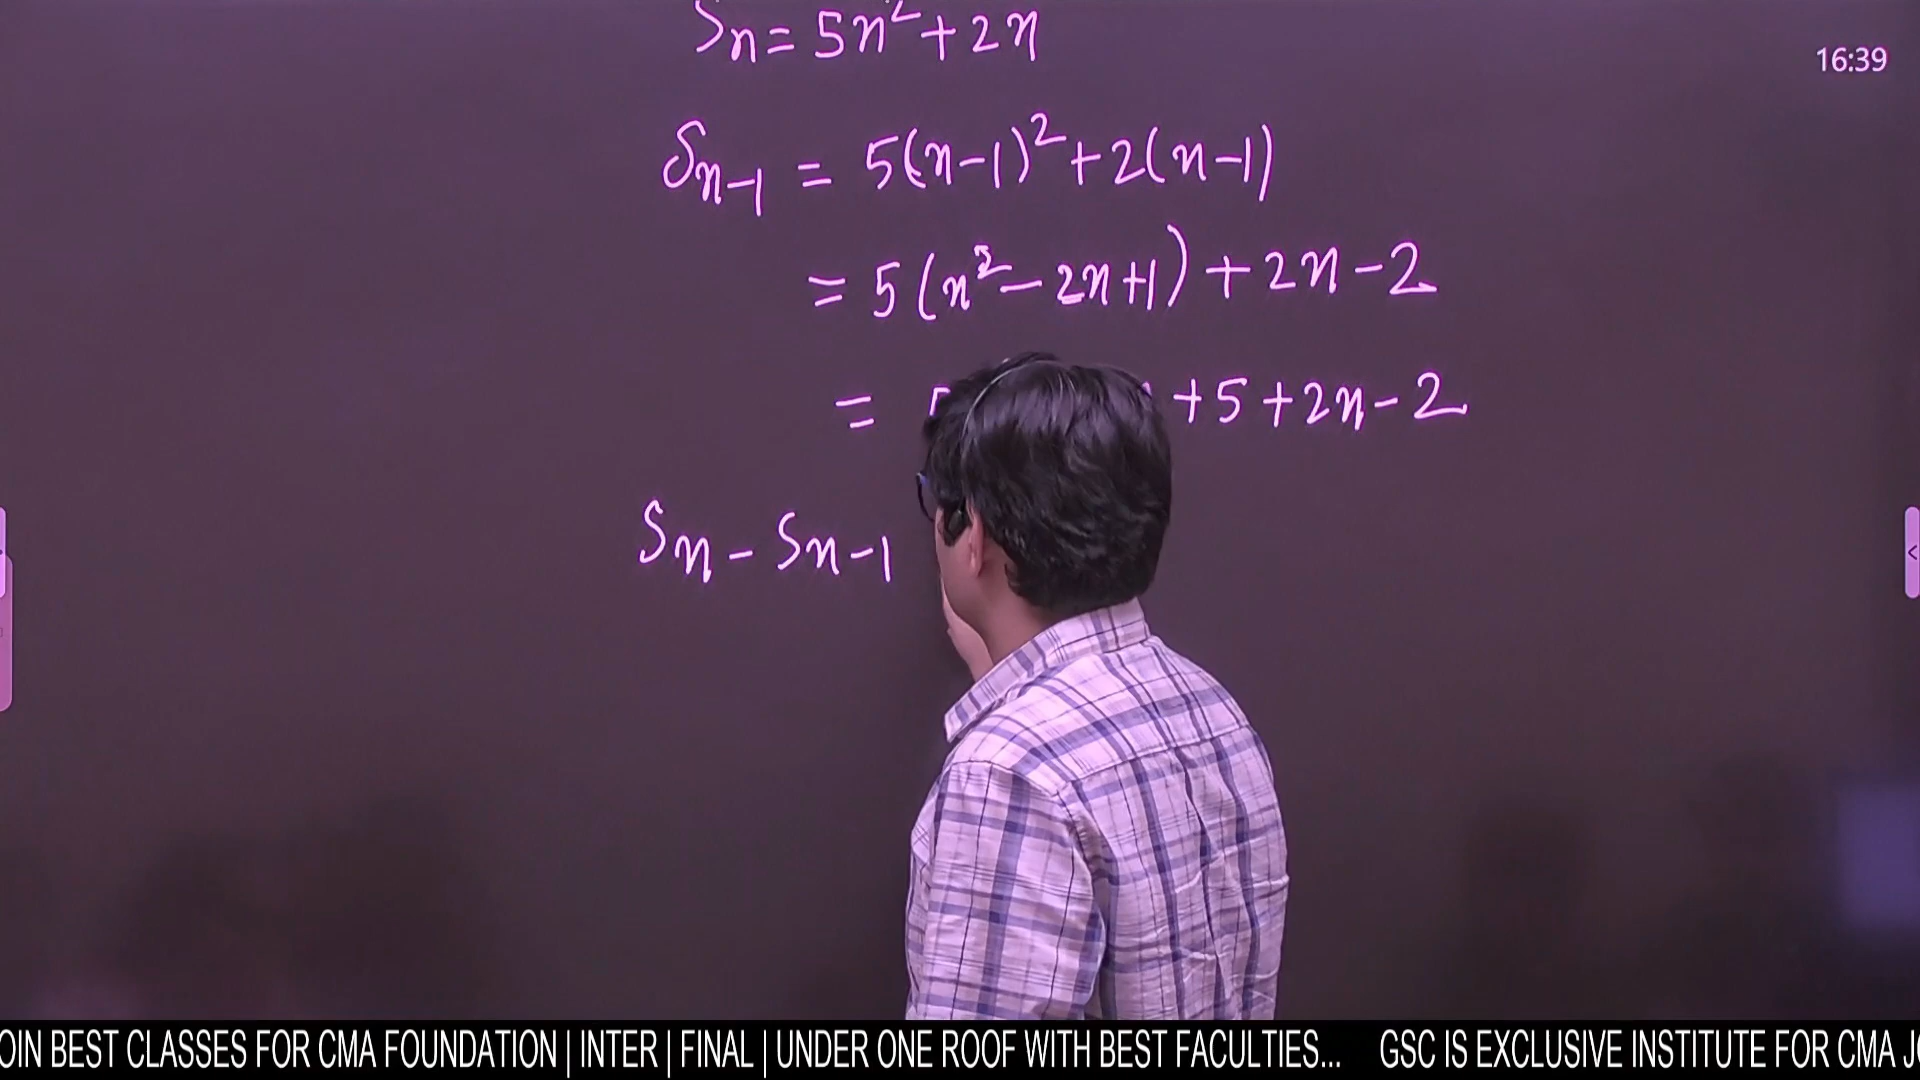 Sn = 5n² + 2n
16:39
Sn-1 = 5(n-1)² + 2(n-1)
= 5(n² - 2n + 1) + 2n - 2
= + 5 + 2n - 2
Sn - Sn-1
OIN BEST CLASSES FOR CMA FOUNDATION | INTER | FINAL | UNDER ONE ROOF WITH BEST FACULTIES... GSC IS EXCLUSIVE INSTITUTE FOR CMA